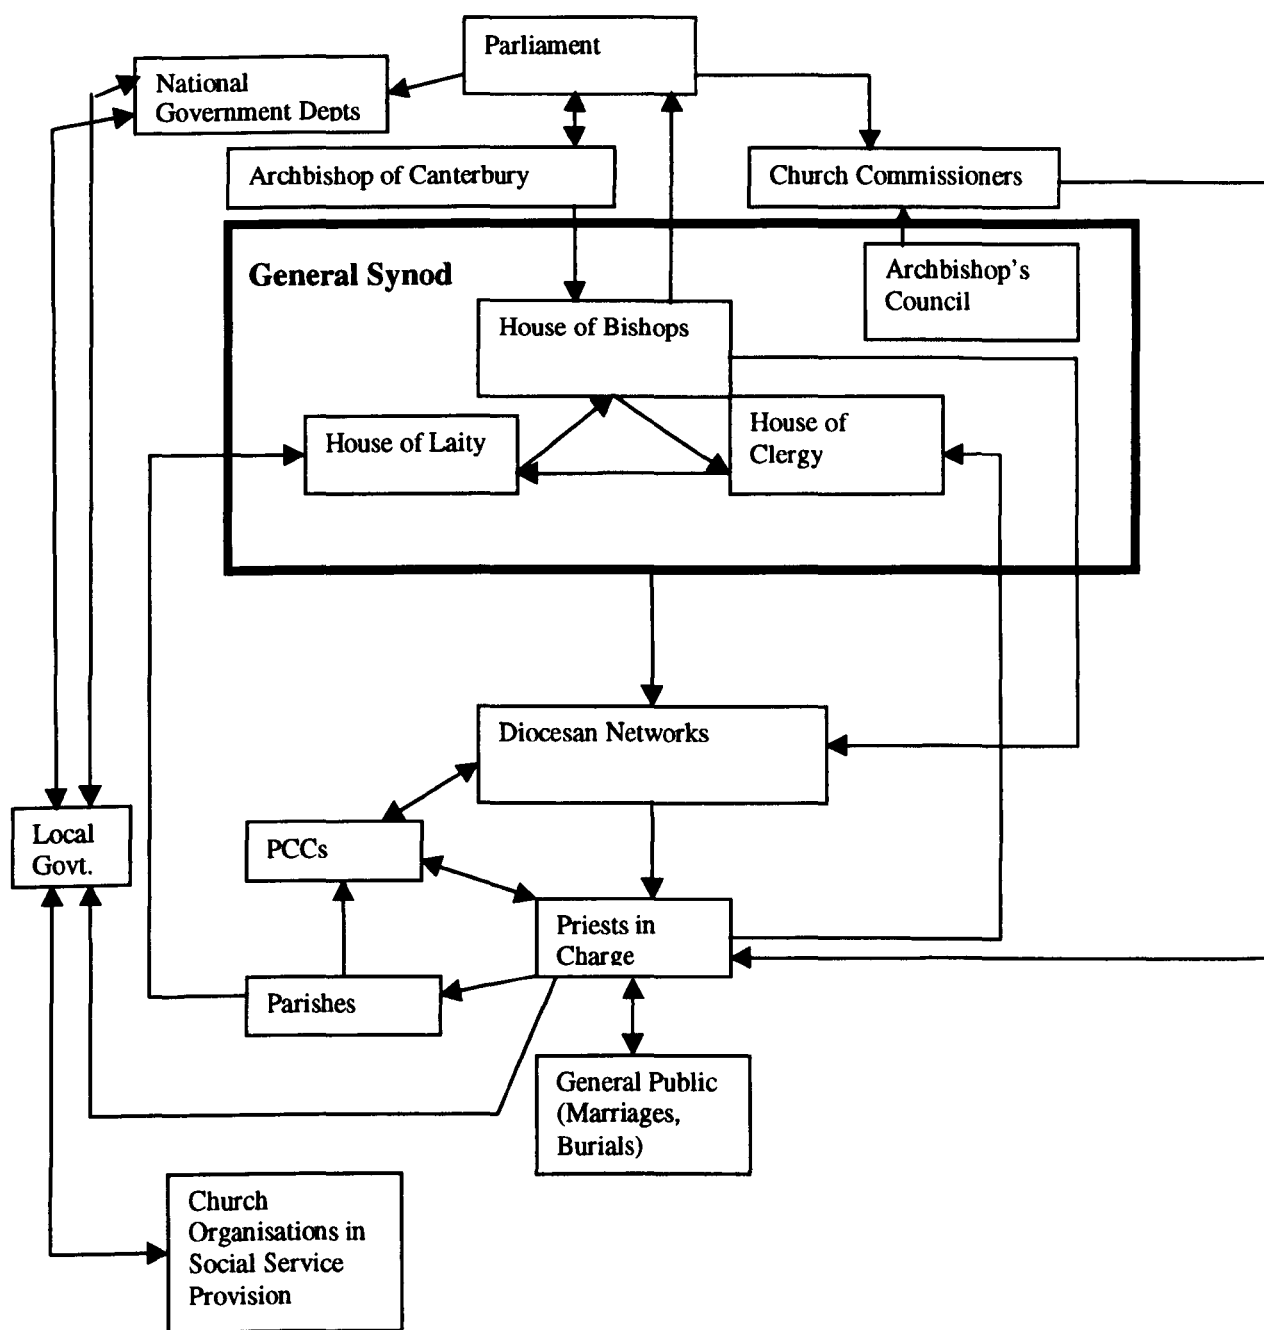 Parliament
National
Government Depts
Archbishop of Canterbury
Church Commissioners
General Synod
Archbishop's
Council
House of Bishops
House of Laity
House of
Clergy
Diocesan Networks
Local
Govt.
PCCs
Priests in
Charge
Parishes
General Public
(Marriages,
Burials)
Church
Organisations in
Social Service
Provision